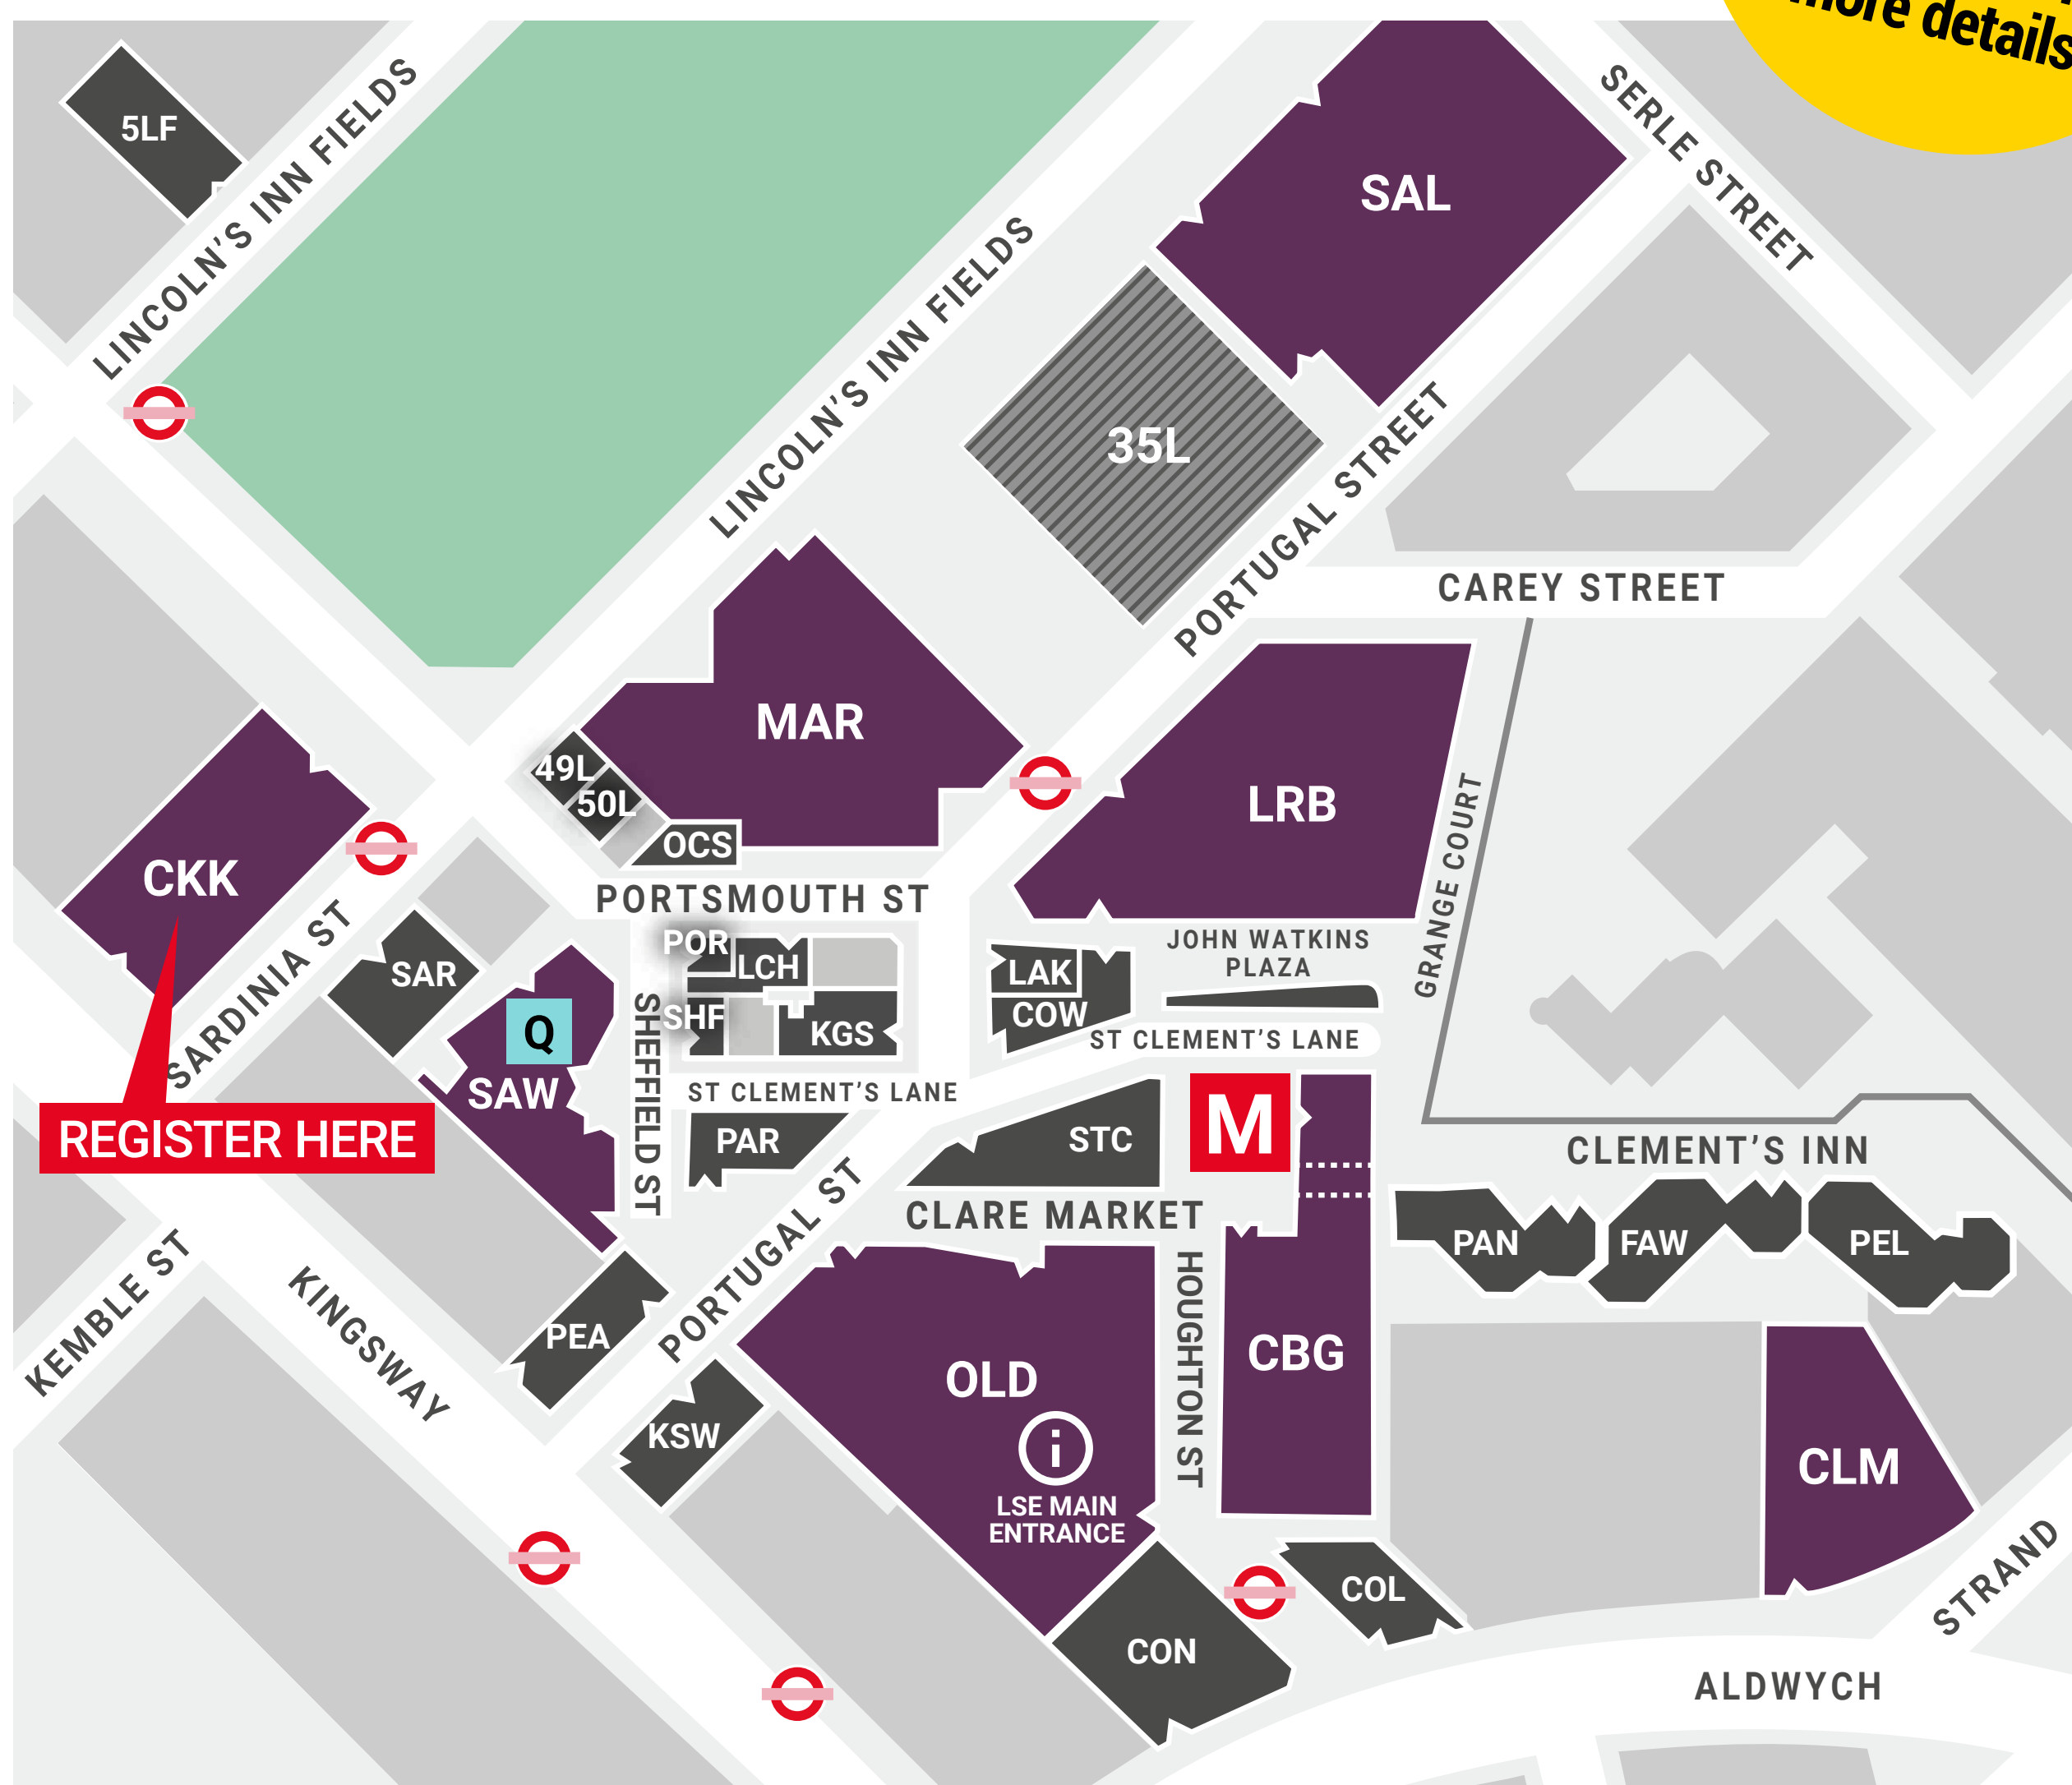 more details
5LF
LINCOLN'S INN FIELDS
SERLE STREET
SAL
LINCOLN'S INN FIELDS
35L
PORTUGAL STREET
CAREY STREET
MAR
49L
50L
OCS
LRB
GRANGE COURT
CKK
PORTSMOUTH ST
SARDINIA ST
SAR
POR
LCH
LAK
COW
JOHN WATKINS
PLAZA
SHF
KGS
Q
SAW
SHEFFIELD ST
ST CLEMENT'S LANE
ST CLEMENT'S LANE
REGISTER HERE
PAR
STC
M
CLEMENT'S INN
CLARE MARKET
PAN
FAW
PEL
KEMBLE ST
KINGSWAY
PEA
PORTUGAL ST
HOUGHTON ST
OLD
CBG
KSW
i
LSE MAIN
ENTRANCE
CLM
COL
CON
STRAND
ALDWYCH